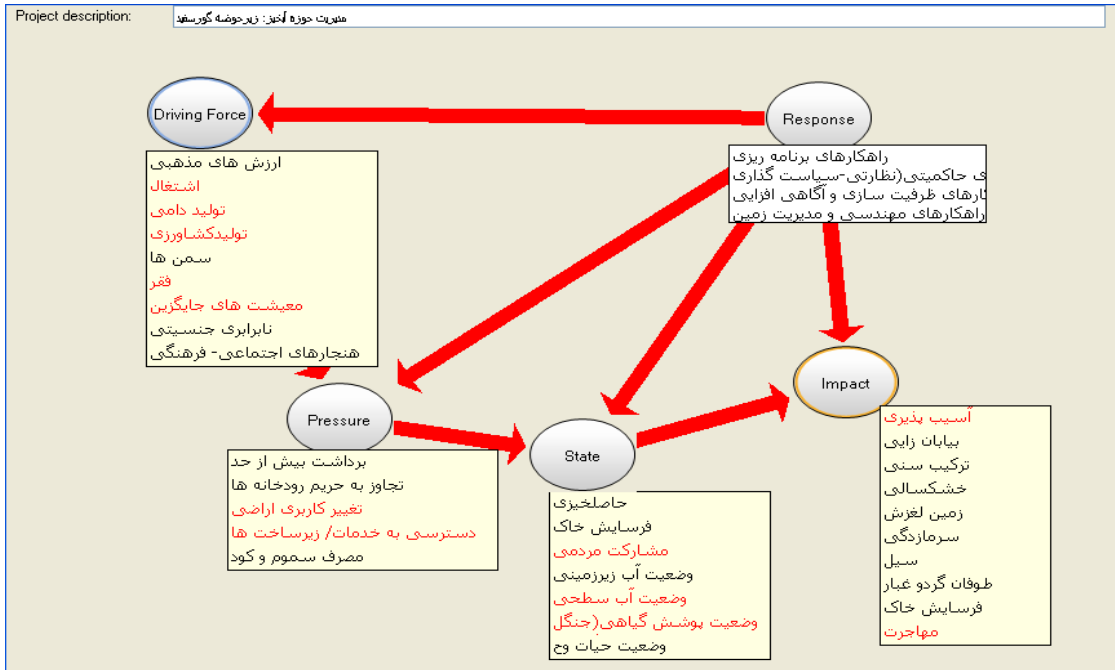 Project description:
مدیریت حوزه آبخیز: زیرحوضه گورسفید
Driving Force
ارزش های مذهبی
اشتغال
تولید دامی
تولیدکشاورزی
سمن ها
فقر
معیشت های جایگزین
نابرابری جنسیتی
هنجارهای اجتماعی- فرهنگی
Response
راهکارهای برنامه ریزی
ی حاکمیتی(نظارتی-سیاست گذاری
کارهای ظرفیت سازی و آگاهی افزایی
راهکارهای مهندسی و مدیریت زمین
Pressure
برداشت بیش از حد
تجاوز به حریم رودخانه ها
تغییر کاربری اراضی
دسترسی به خدمات/ زیرساخت ها
مصرف سموم و کود
State
حاصلخیزی
فرسایش خاک
مشارکت مردمی
وضعیت آب زیرزمینی
وضعیت آب سطحی
وضعیت پوشش گیاهی(جنگل
وضعیت حیات وح
Impact
آسیب پذیری
بیابان زایی
ترکیب سنی
خشکسالی
زمین لغزش
سرمازدگی
سیل
طوفان گردو غبار
فرسایش خاک
مهاجرت